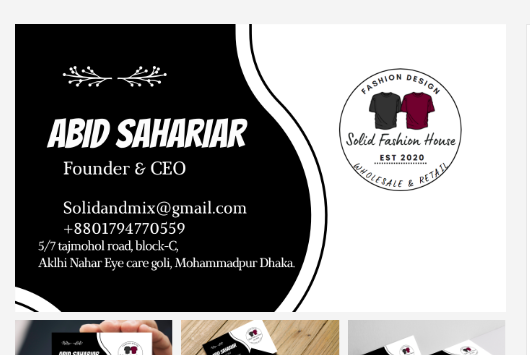 ABID SAHARIAR
Founder & CEO
Solidandmix@gmail.com
+8801794770559
5/7 tajmohol road, block-C,
Aklhi Nahar Eye care goli, Mohammadpur Dhaka.
FASHION DESIGN
Solid Fashion House
EST 2020
WHOLESALE & RETAIL